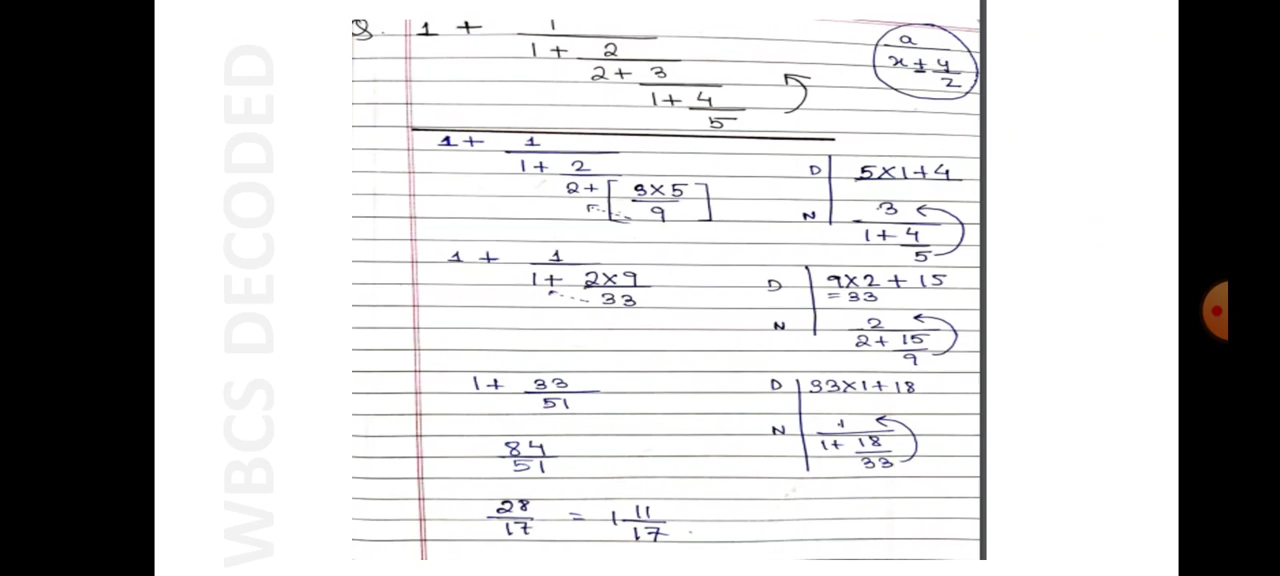 Q. 1 + 1
1 + 2
2 + 3
1 + 4
5
a
x ± y
z
1 + 1
1 + 2
2 + [ 3 × 5 ]
9
D 5 × 1 + 4
N 3
1 + 4
5
1 + 1
1 + 2 × 9
33
D 9 × 2 + 15
= 33
N 2
2 + 15
9
1 + 33
51
D 33 × 1 + 18
N 1
1 + 18
33
84
51
28 = 1 11
17 17
WBCS DECODED